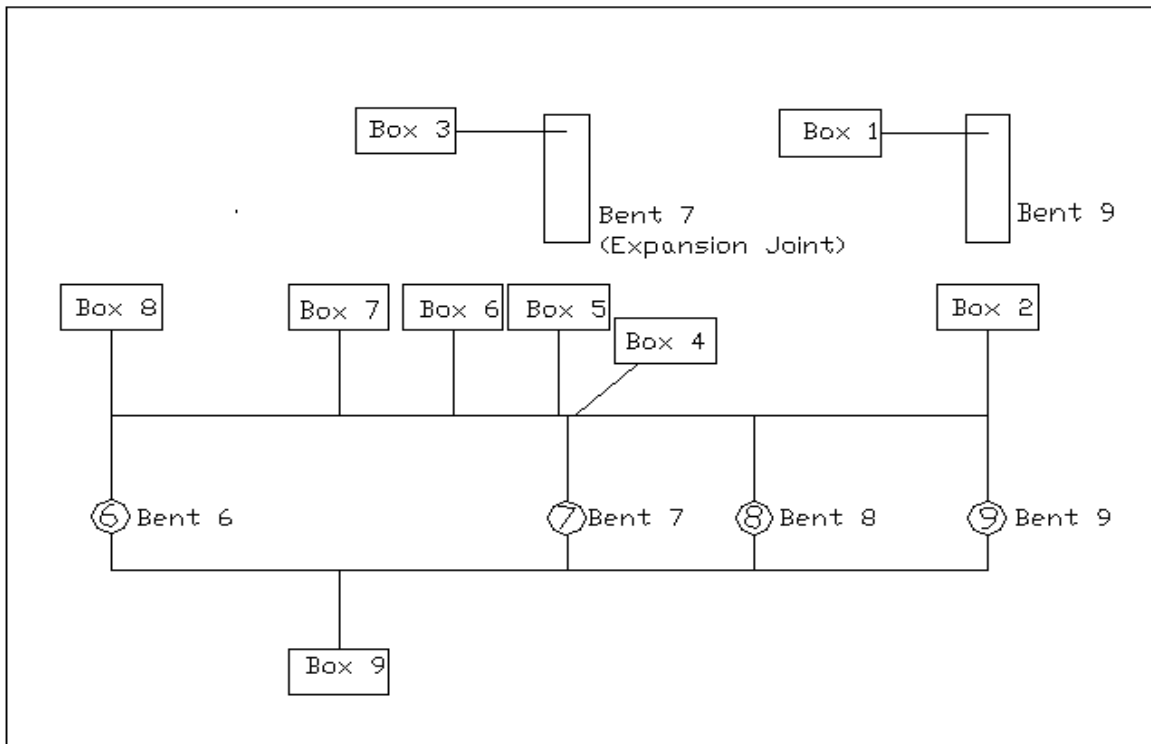 Box 3
Box 1
Bent 7
(Expansion Joint)
Bent 9
Box 8
Box 7
Box 6
Box 5
Box 4
Box 2
6 Bent 6
7 Bent 7
8 Bent 8
9 Bent 9
Box 9